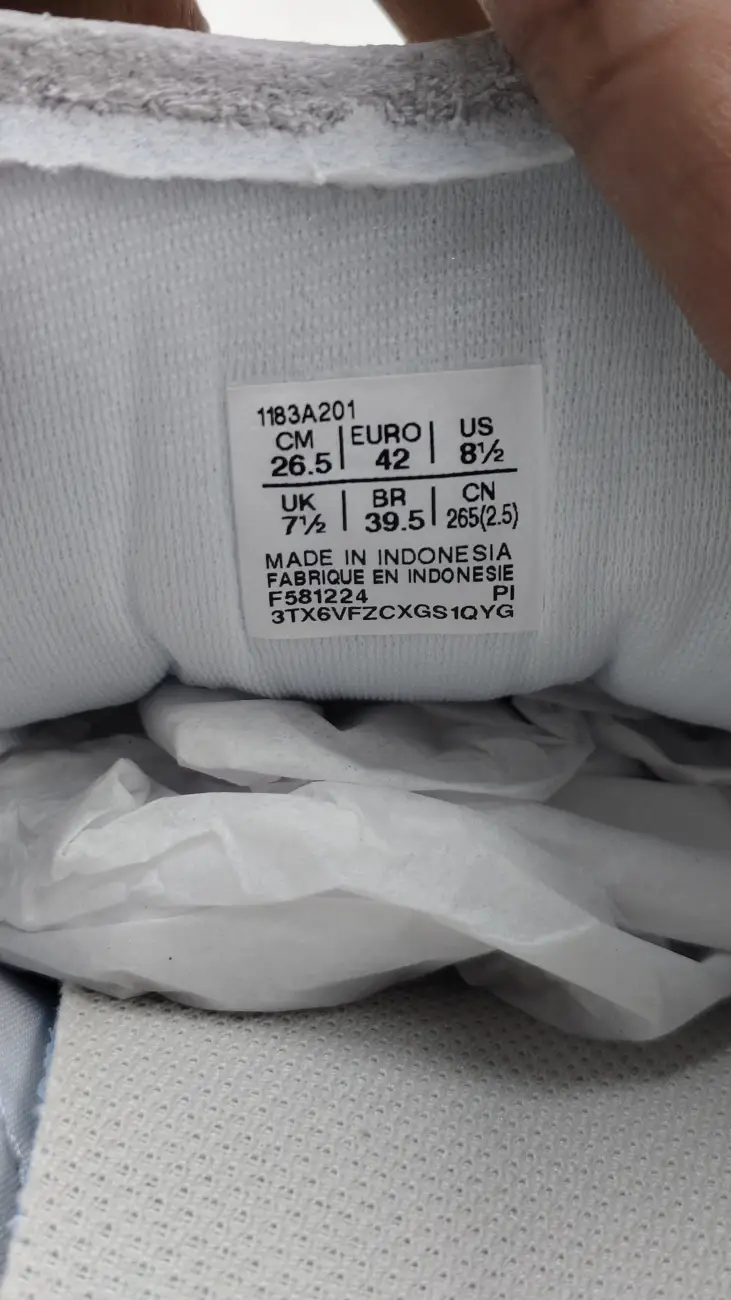 1183A201
CM | EURO | US
26.5 | 42 | 8½
UK | BR | CN
7½ | 39.5 | 265(2.5)
MADE IN INDONESIA
FABRIQUE EN INDONESIE
F581224 PI
3TX6VFZCXGS1QYG